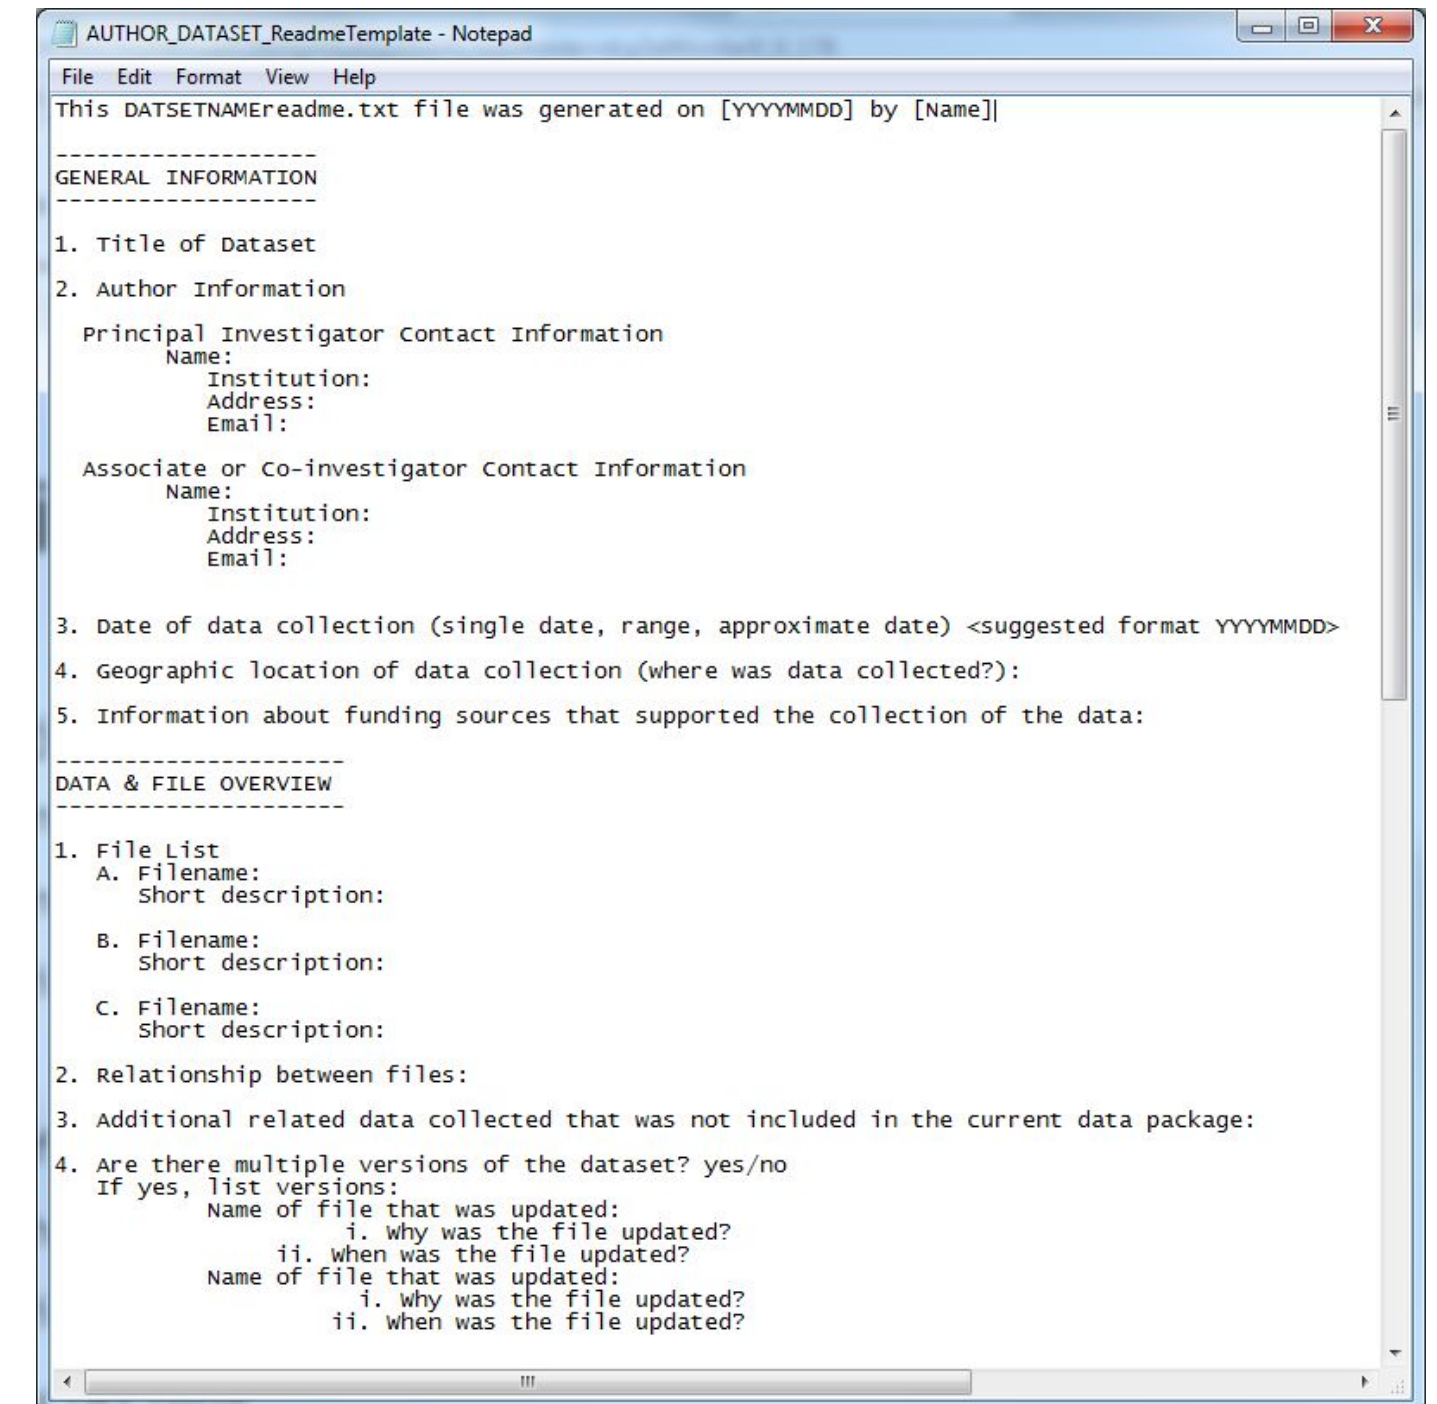 AUTHOR_DATASET_ReadmeTemplate - Notepad
File Edit Format View Help
This DATSETNAMEreadme.txt file was generated on [YYYYMMDD] by [Name]
-------------------
GENERAL INFORMATION
-------------------
1. Title of Dataset
2. Author Information
Principal Investigator Contact Information
Name:
Institution:
Address:
Email:
Associate or Co-investigator Contact Information
Name:
Institution:
Address:
Email:
3. Date of data collection (single date, range, approximate date) <suggested format YYYYMMDD>
4. Geographic location of data collection (where was data collected?):
5. Information about funding sources that supported the collection of the data:
---------------------
DATA & FILE OVERVIEW
---------------------
1. File List
A. Filename:
Short description:
B. Filename:
Short description:
C. Filename:
Short description:
2. Relationship between files:
3. Additional related data collected that was not included in the current data package:
4. Are there multiple versions of the dataset? yes/no
If yes, list versions:
Name of file that was updated:
i. Why was the file updated?
ii. When was the file updated?
Name of file that was updated:
i. Why was the file updated?
ii. When was the file updated?